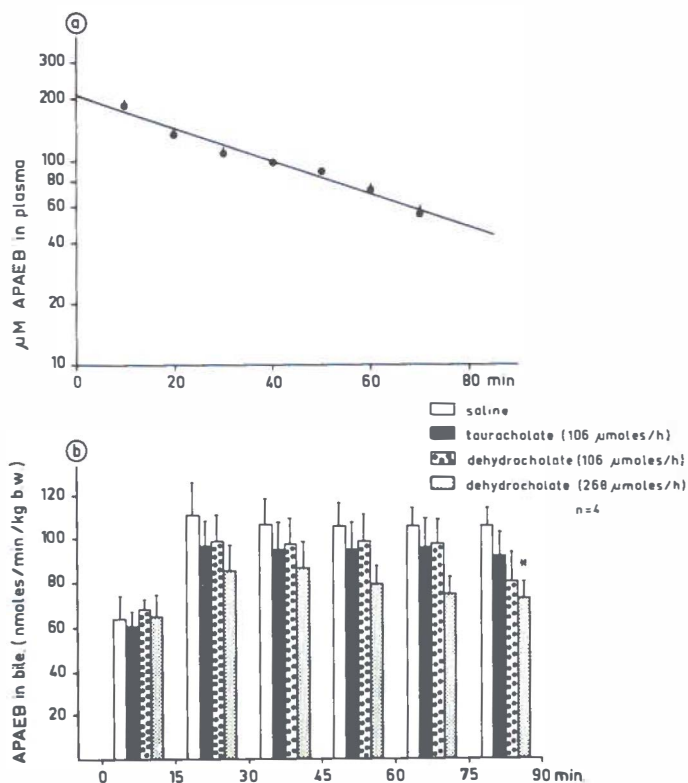 a
300
200
100
80
60
40
20
10
µM APAEB in plasma
0 20 40 60 80 min
saline
taurocholate (106 µmoles/h)
dehydrocholate (106 µmoles/h)
dehydrocholate (268 µmoles/h)
n=4
b
120
100
80
60
40
20
APAEB in bile. (nmoles/min/kg b.w.)
*
0 15 30 45 60 75 90 min.